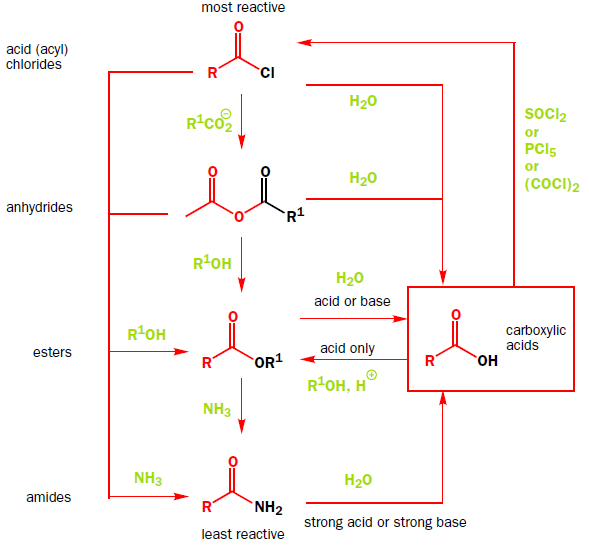 most reactive
acid (acyl)
chlorides
O
R
Cl
H₂O
SOCl₂
or
PCl₅
or
(COCl)₂
R¹CO₂⊖
H₂O
anhydrides
O
O
O
R¹
R¹OH
H₂O
acid or base
O
carboxylic
acids
R
OH
R¹OH
esters
O
R
OR¹
acid only
R¹OH, H⊕
NH₃
NH₃
amides
O
R
NH₂
H₂O
strong acid or strong base
least reactive